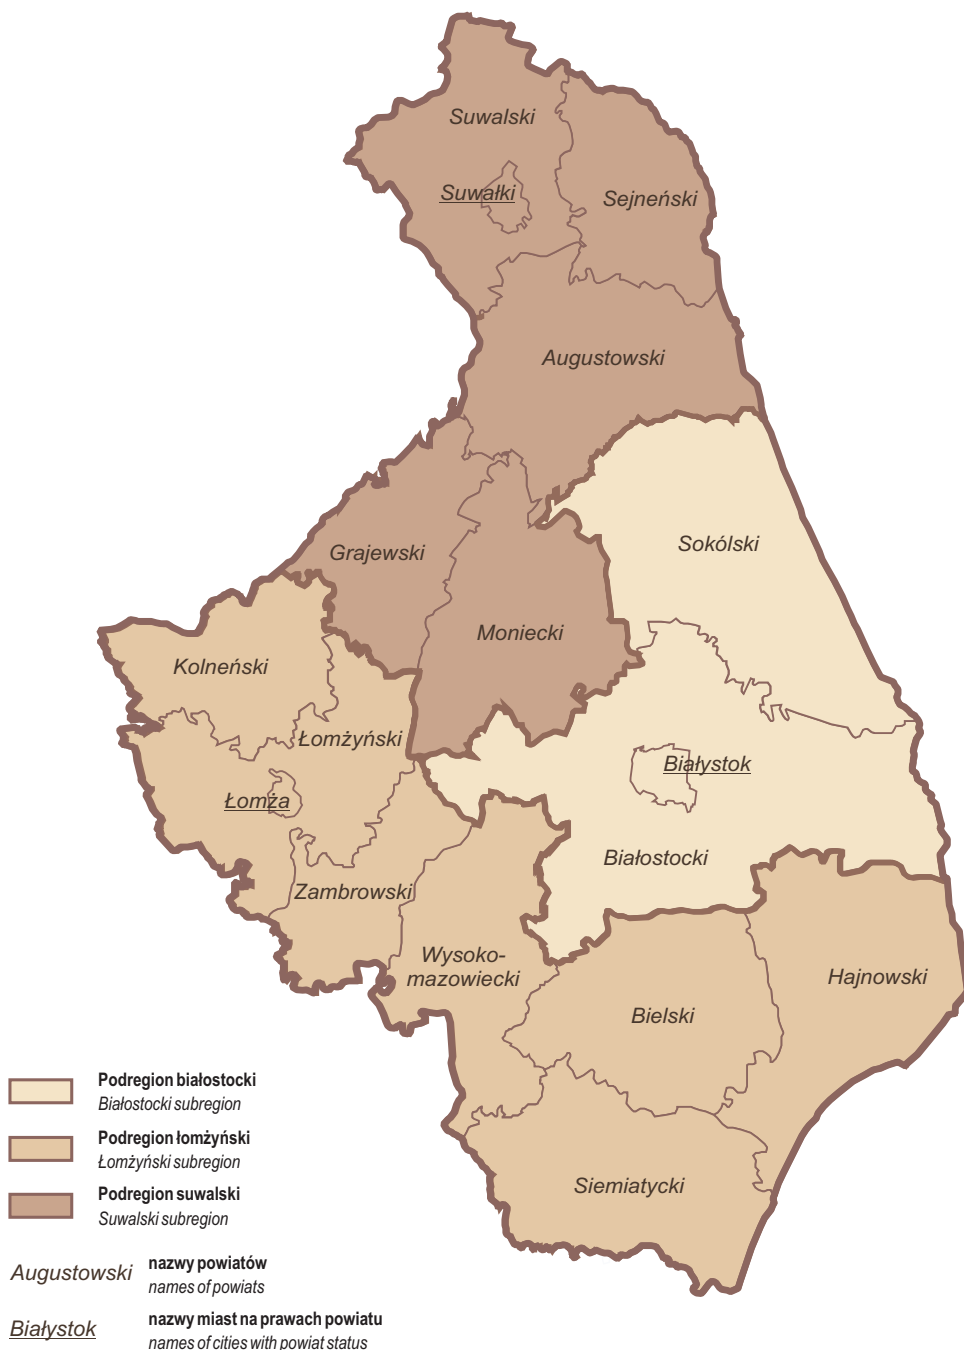 Suwalski
Suwałki
Sejneński
Augustowski
Sokólski
Grajewski
Moniecki
Kolneński
Łomżyński
Białystok
Łomża
Białostocki
Zambrowski
Wysoko-
mazowiecki
Hajnowski
Bielski
Siemiatycki
Podregion białostocki
Białostocki subregion
Podregion łomżyński
Łomżyński subregion
Podregion suwalski
Suwalski subregion
Augustowski nazwy powiatów
names of powiats
Białystok nazwy miast na prawach powiatu
names of cities with powiat status